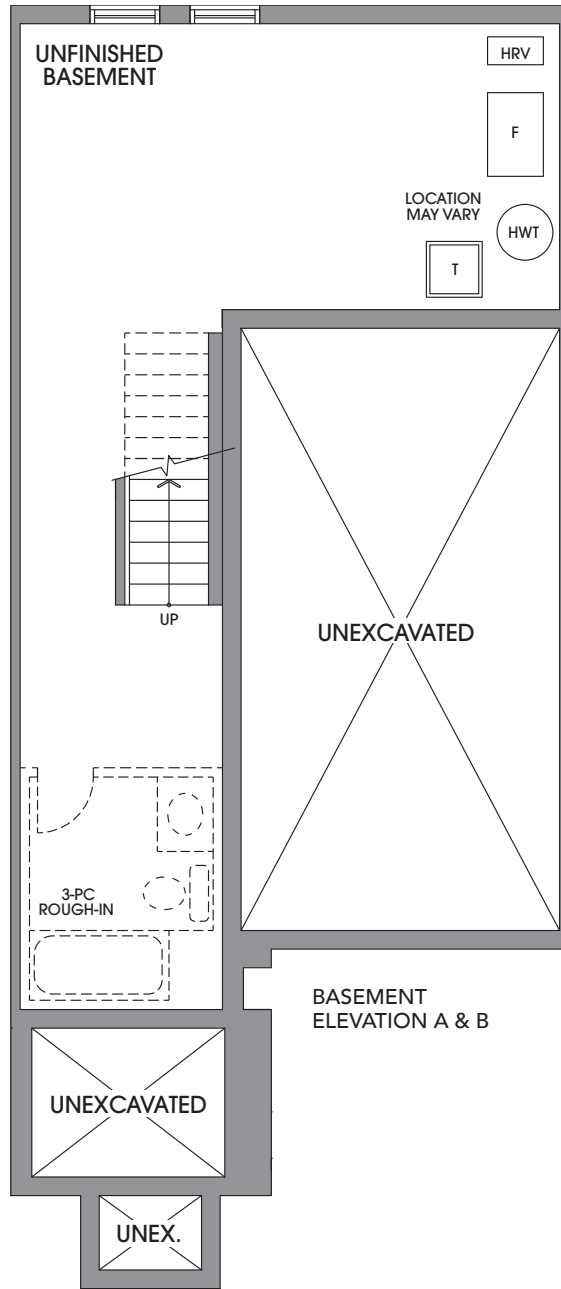 UNFINISHED
BASEMENT
HRV
F
LOCATION
MAY VARY
HWT
T
UP
UNEXCAVATED
3-PC
ROUGH-IN
BASEMENT
ELEVATION A & B
UNEXCAVATED
UNEX.